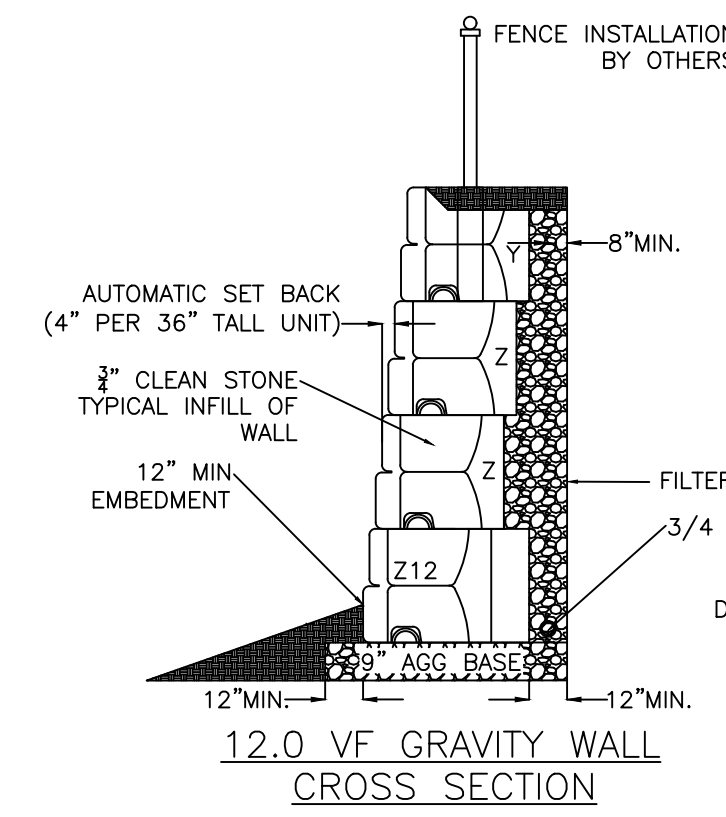 FENCE INSTALLATION
BY OTHERS
Y
8"MIN.
AUTOMATIC SET BACK
(4" PER 36" TALL UNIT)
Z
3/4" CLEAN STONE
TYPICAL INFILL OF
WALL
12" MIN
EMBEDMENT
Z
FILTER
3/4
Z12
D
9" AGG BASE
12"MIN.
12"MIN.
12.0 VF GRAVITY WALL
CROSS SECTION